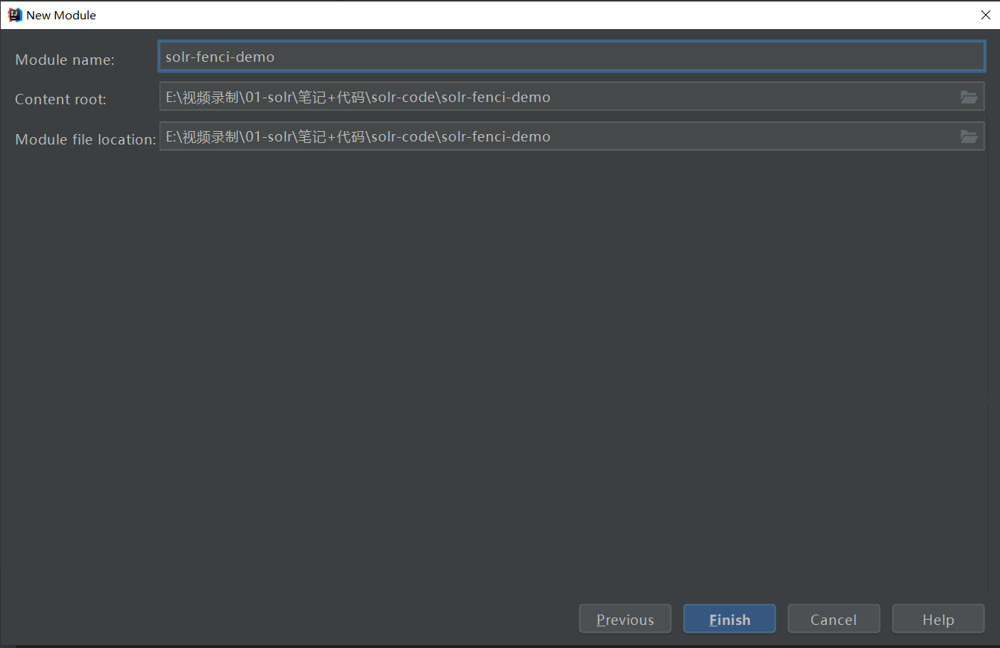 New Module
Module name: solr-fenci-demo
Content root: E:\视频录制\01-solr\笔记+代码\solr-code\solr-fenci-demo
Module file location: E:\视频录制\01-solr\笔记+代码\solr-code\solr-fenci-demo
Previous Finish Cancel Help